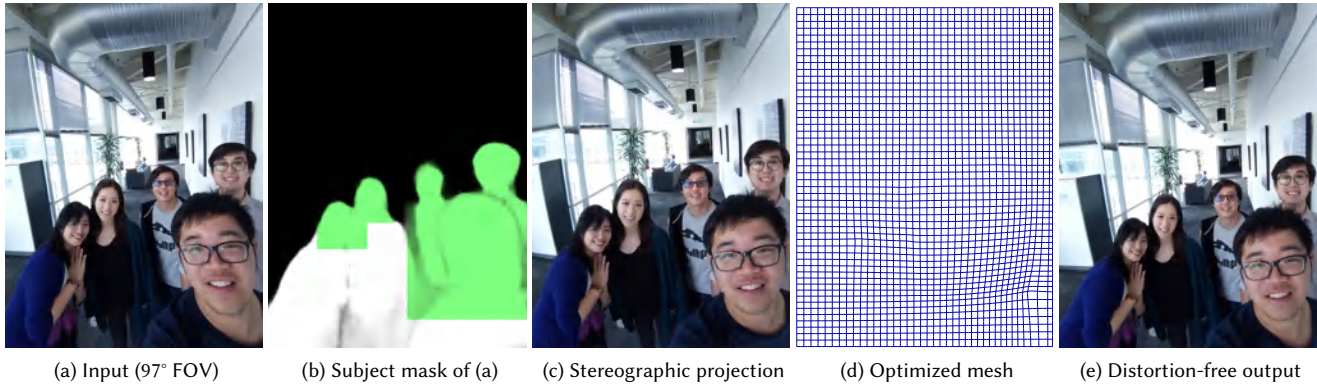 (a) Input (97° FOV)
(b) Subject mask of (a)
(c) Stereographic projection
(d) Optimized mesh
(e) Distortion-free output